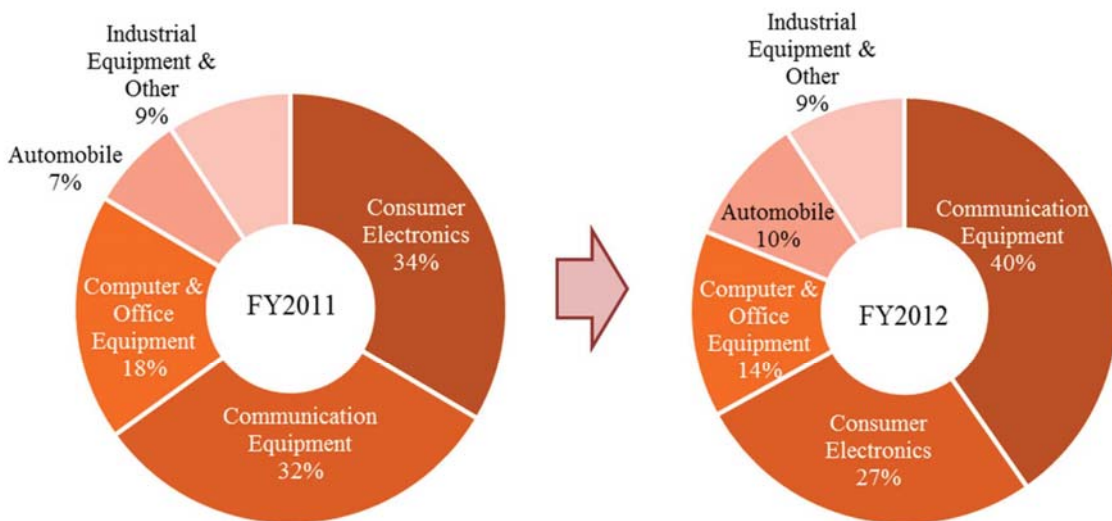 Industrial
Equipment &
Other
9%
Automobile
7%
Consumer
Electronics
34%
Computer &
Office
Equipment
18%
FY2011
Communication
Equipment
32%
Industrial
Equipment &
Other
9%
Automobile
10%
Communication
Equipment
40%
Computer &
Office
Equipment
14%
FY2012
Consumer
Electronics
27%